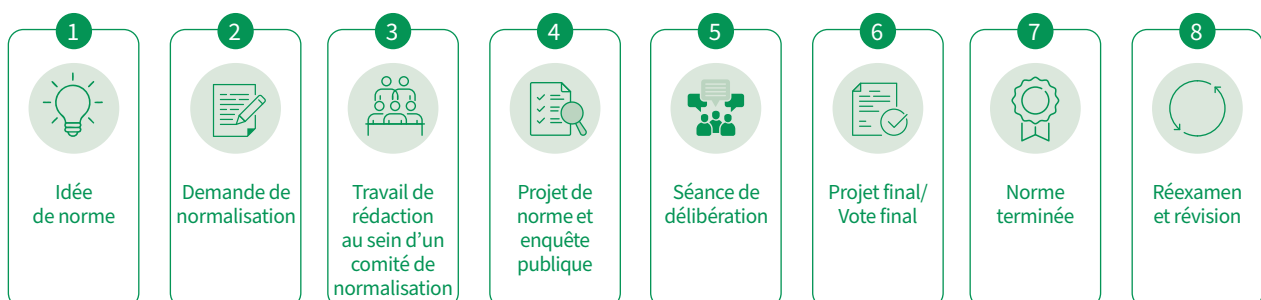 1
Idée
de norme
2
Demande de
normalisation
3
Travail de
rédaction
au sein d’un
comité de
normalisation
4
Projet de
norme et
enquête
publique
5
Séance de
délibération
6
Projet final/
Vote final
7
Norme
terminée
8
Réexamen
et révision